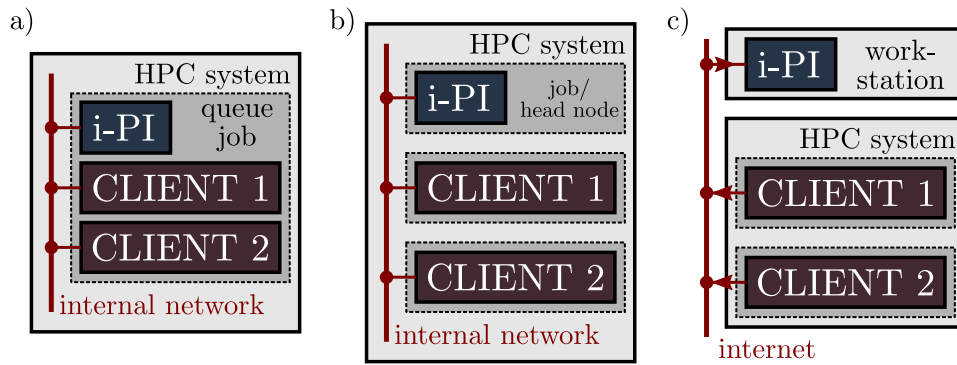 a)
HPC system
queue
job
i-PI
CLIENT 1
CLIENT 2
internal network
b)
HPC system
i-PI
job/
head node
CLIENT 1
CLIENT 2
internal network
c)
i-PI
work-
station
HPC system
CLIENT 1
CLIENT 2
internet